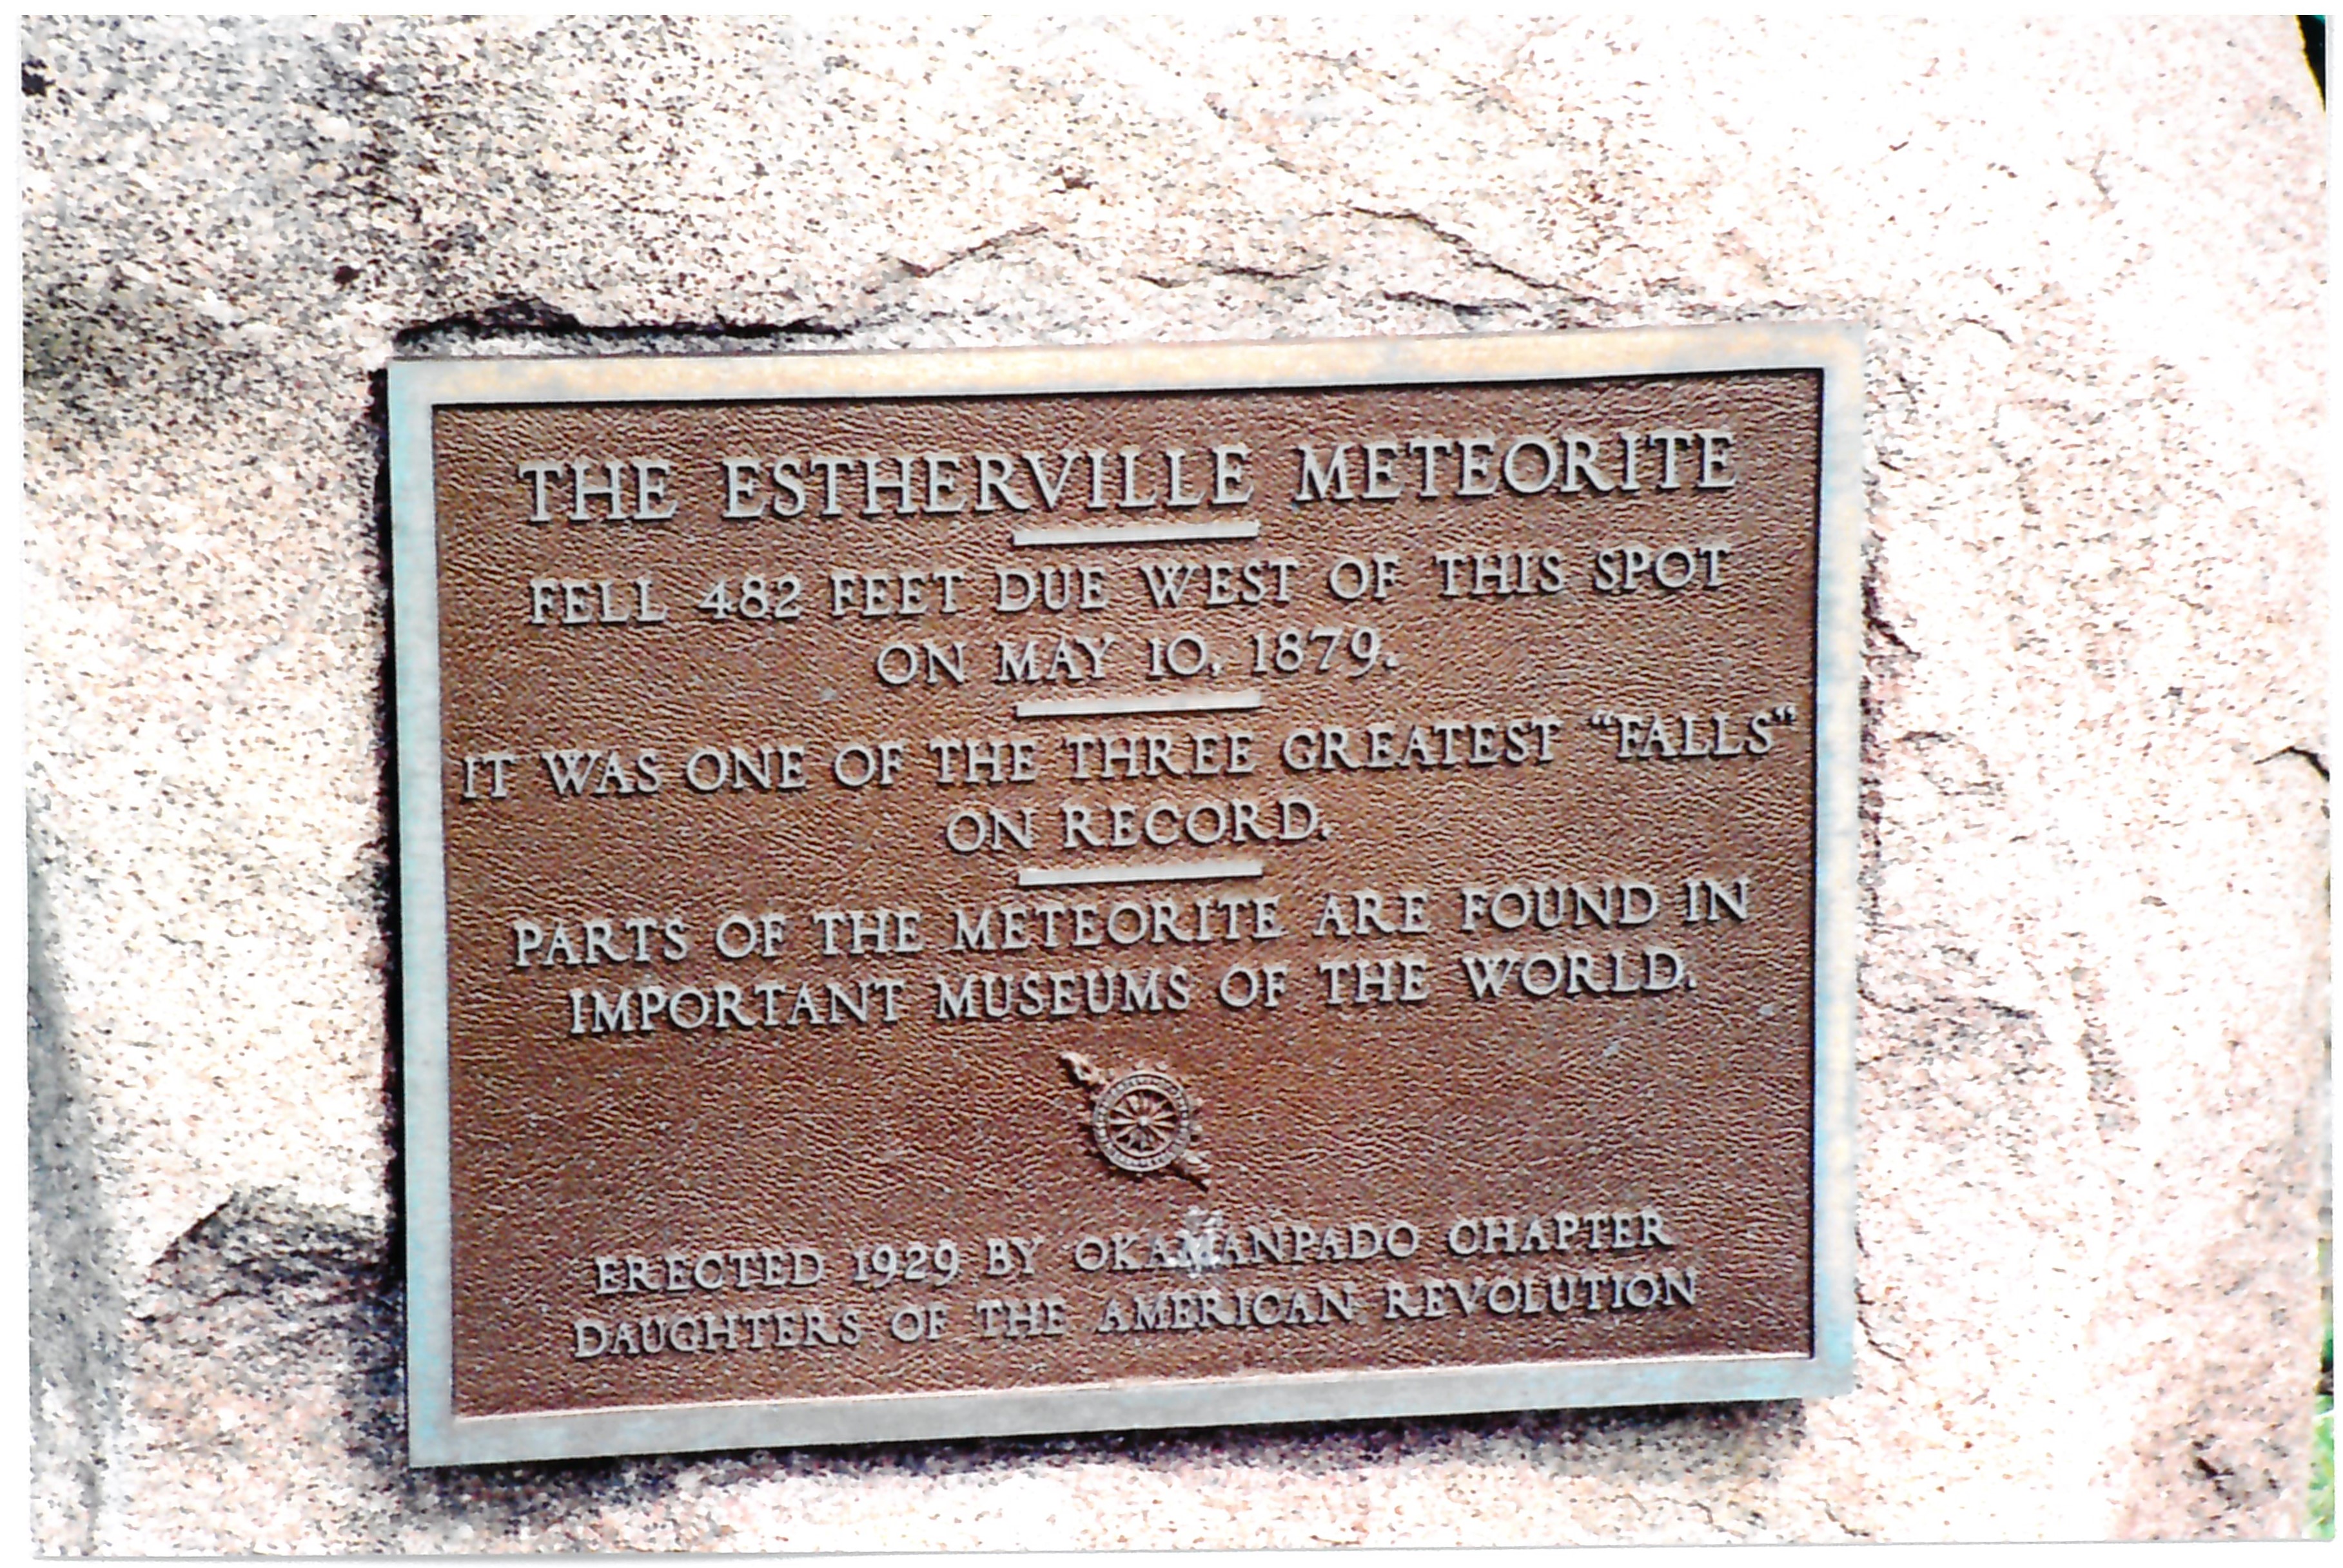 THE ESTHERVILLE METEORITE
FELL 482 FEET DUE WEST OF THIS SPOT
ON MAY 10, 1879.
IT WAS ONE OF THE THREE GREATEST "FALLS"
ON RECORD.
PARTS OF THE METEORITE ARE FOUND IN
IMPORTANT MUSEUMS OF THE WORLD.
ERECTED 1929 BY OKAMANPADO CHAPTER
DAUGHTERS OF THE AMERICAN REVOLUTION